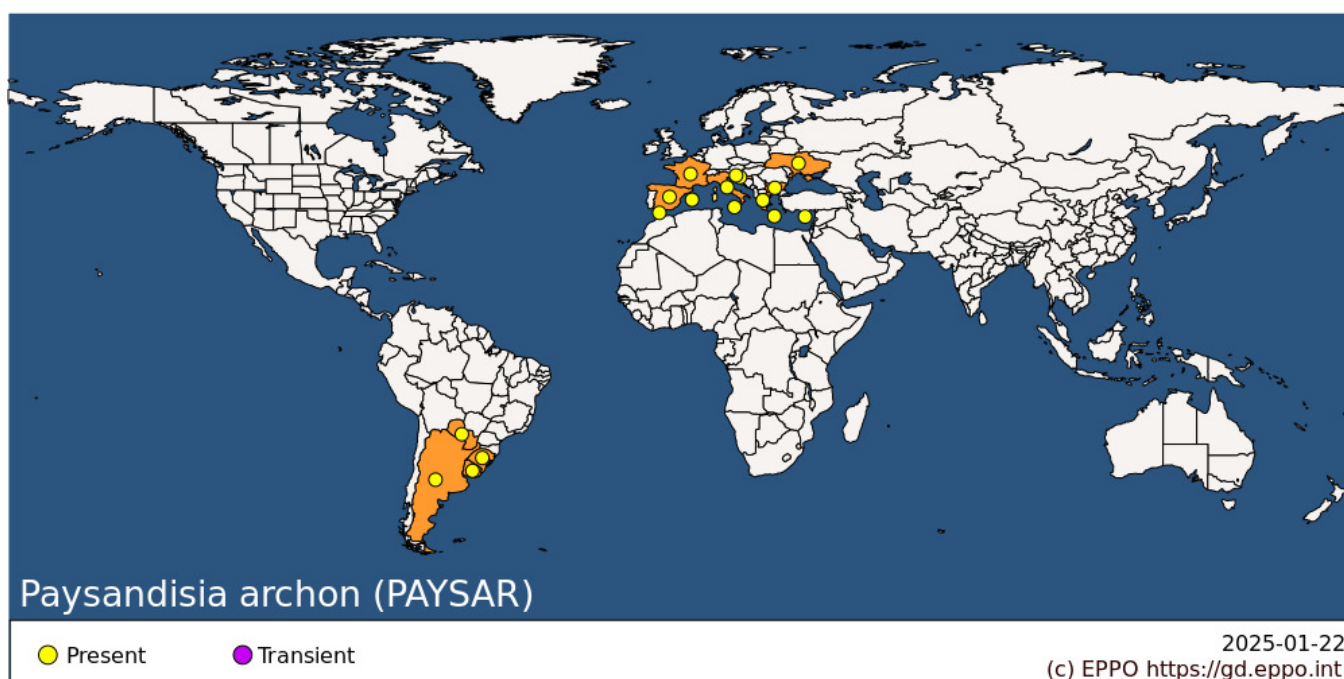 Paysandisia archon (PAYSAR)
Present
Transient
2025-01-22
(c) EPPO https://gd.eppo.int